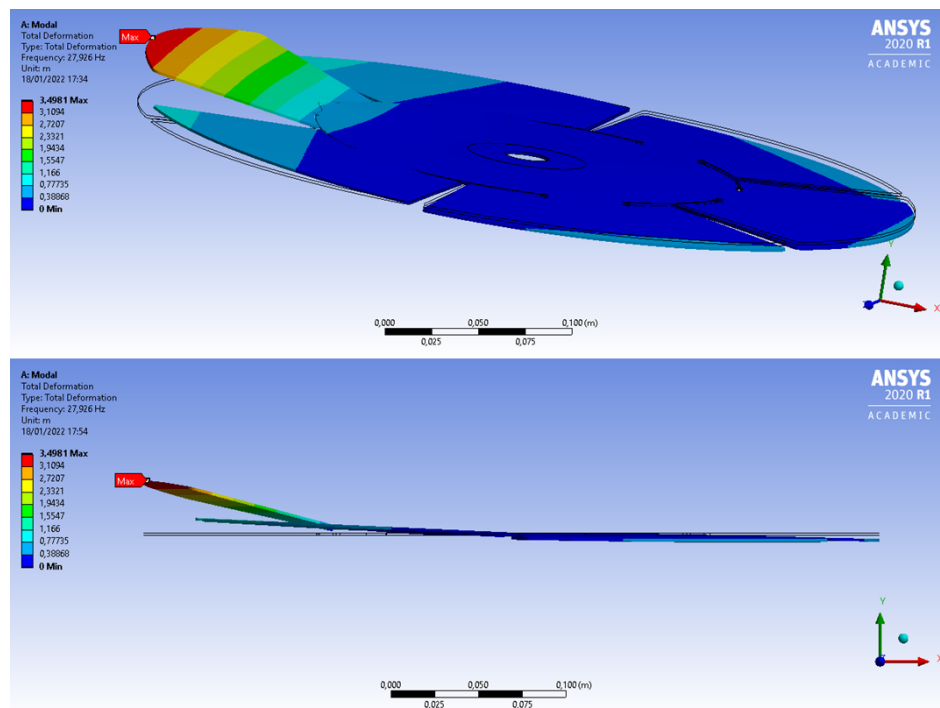 A: Modal
Total Deformation
Type: Total Deformation
Frequency: 27,926 Hz
Unit: m
18/01/2022 17:34
3,4981 Max
3,1094
2,7207
2,3321
1,9434
1,5547
1,166
0,77735
0,38868
0 Min
Max
ANSYS
2020 R1
ACADEMIC
Y
X
0,000 0,050 0,100 (m)
0,025 0,075
A: Modal
Total Deformation
Type: Total Deformation
Frequency: 27,926 Hz
Unit: m
18/01/2022 17:54
3,4981 Max
3,1094
2,7207
2,3321
1,9434
1,5547
1,166
0,77735
0,38868
0 Min
Max
ANSYS
2020 R1
ACADEMIC
Y
X
0,000 0,050 0,100 (m)
0,025 0,075